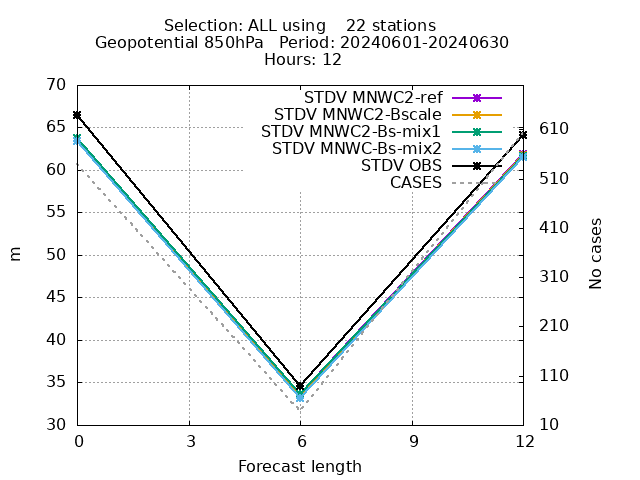 Selection: ALL using    22 stations
Geopotential 850hPa   Period: 20240601-20240630
Hours: 12
70
65
60
55
50
45
40
35
30
m
STDV MNWC2-ref
STDV MNWC2-Bscale
STDV MNWC2-Bs-mix1
STDV MNWC-Bs-mix2
STDV OBS
CASES
610
510
410
310
210
110
10
No cases
0 3 6 9 12
Forecast length